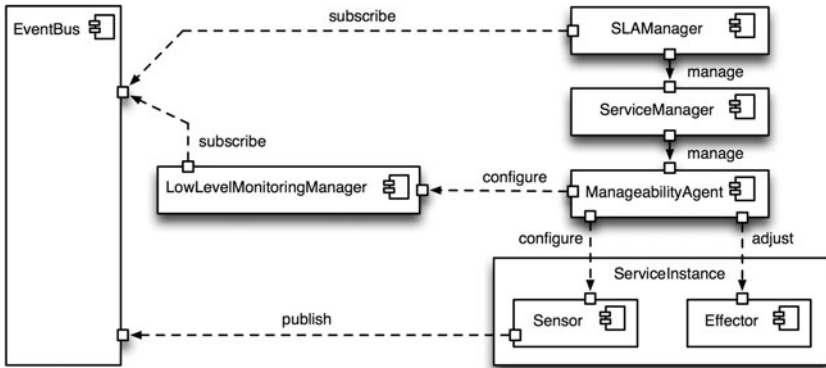 EventBus
subscribe
SLAManager
manage
ServiceManager
subscribe
manage
LowLevelMonitoringManager
configure
ManageabilityAgent
configure
adjust
ServiceInstance
publish
Sensor
Effector